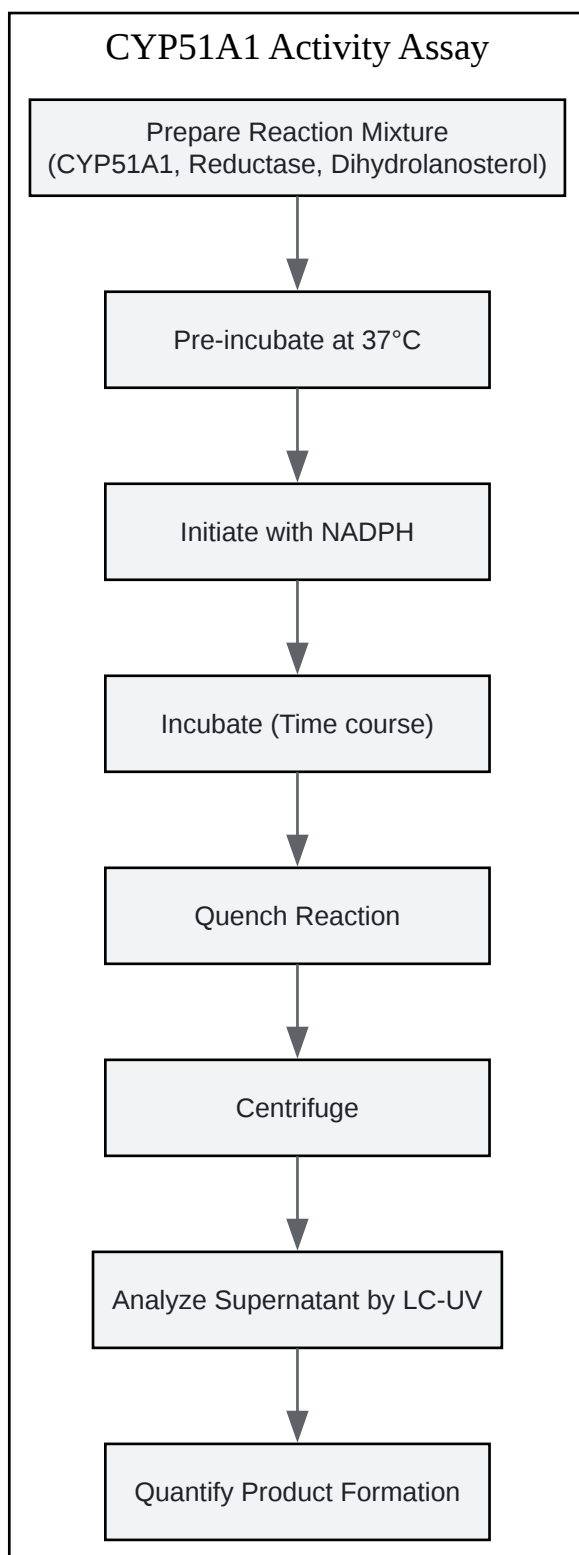 CYP51A1 Activity Assay
Prepare Reaction Mixture
(CYP51A1, Reductase, Dihydrolanosterol)
Pre-incubate at 37°C
Initiate with NADPH
Incubate (Time course)
Quench Reaction
Centrifuge
Analyze Supernatant by LC-UV
Quantify Product Formation